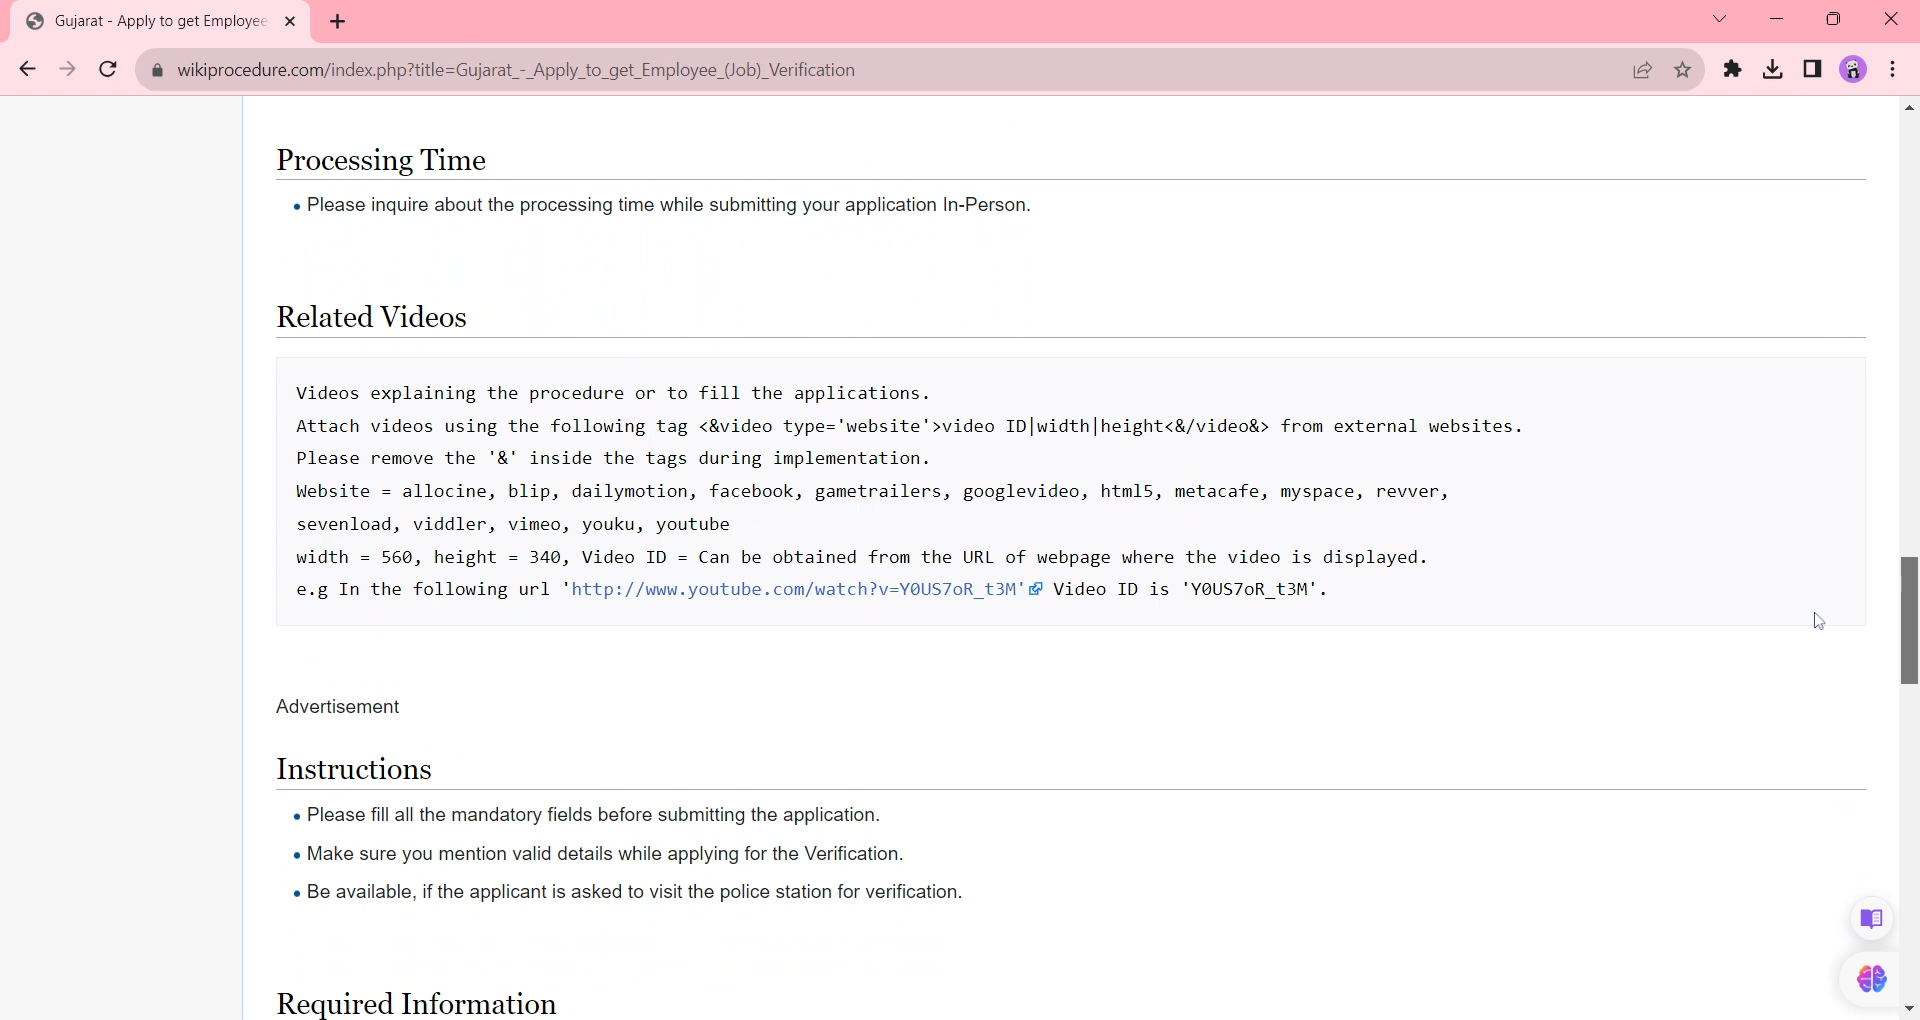 Gujarat - Apply to get Employee
wikiprocedure.com/index.php?title=Gujarat_-_Apply_to_get_Employee_(Job)_Verification
Processing Time
• Please inquire about the processing time while submitting your application In-Person.
Related Videos
Videos explaining the procedure or to fill the applications.
Attach videos using the following tag <&video type='website'>video ID|width|height<&/video&> from external websites.
Please remove the '&' inside the tags during implementation.
Website = allocine, blip, dailymotion, facebook, gametrailers, googlevideo, html5, metacafe, myspace, revver,
sevenload, viddler, vimeo, youku, youtube
width = 560, height = 340, Video ID = Can be obtained from the URL of webpage where the video is displayed.
e.g In the following url 'http://www.youtube.com/watch?v=Y0US7oR_t3M' Video ID is 'Y0US7oR_t3M'.
Advertisement
Instructions
• Please fill all the mandatory fields before submitting the application.
• Make sure you mention valid details while applying for the Verification.
• Be available, if the applicant is asked to visit the police station for verification.
Required Information